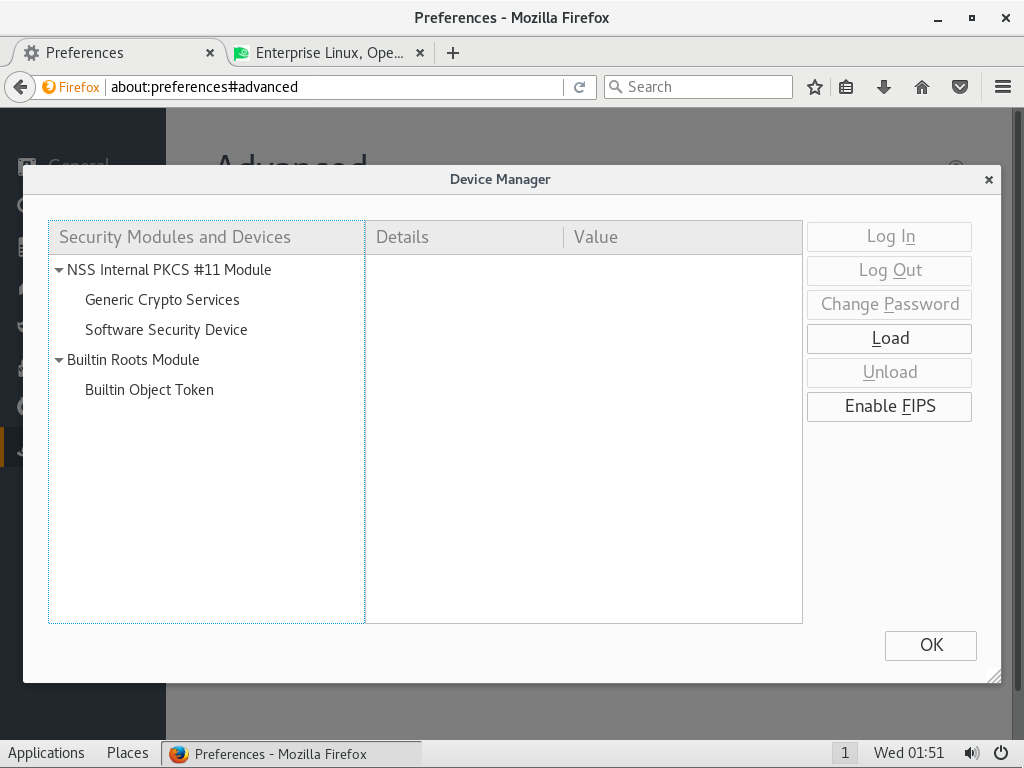 Preferences - Mozilla Firefox
Preferences
Enterprise Linux, Ope...
Firefox
about:preferences#advanced
Search
General
Advanced
Device Manager
Security Modules and Devices
Details
Value
NSS Internal PKCS #11 Module
Generic Crypto Services
Software Security Device
Builtin Roots Module
Builtin Object Token
Log In
Log Out
Change Password
Load
Unload
Enable FIPS
OK
Applications
Places
Preferences - Mozilla Firefox
1
Wed 01:51